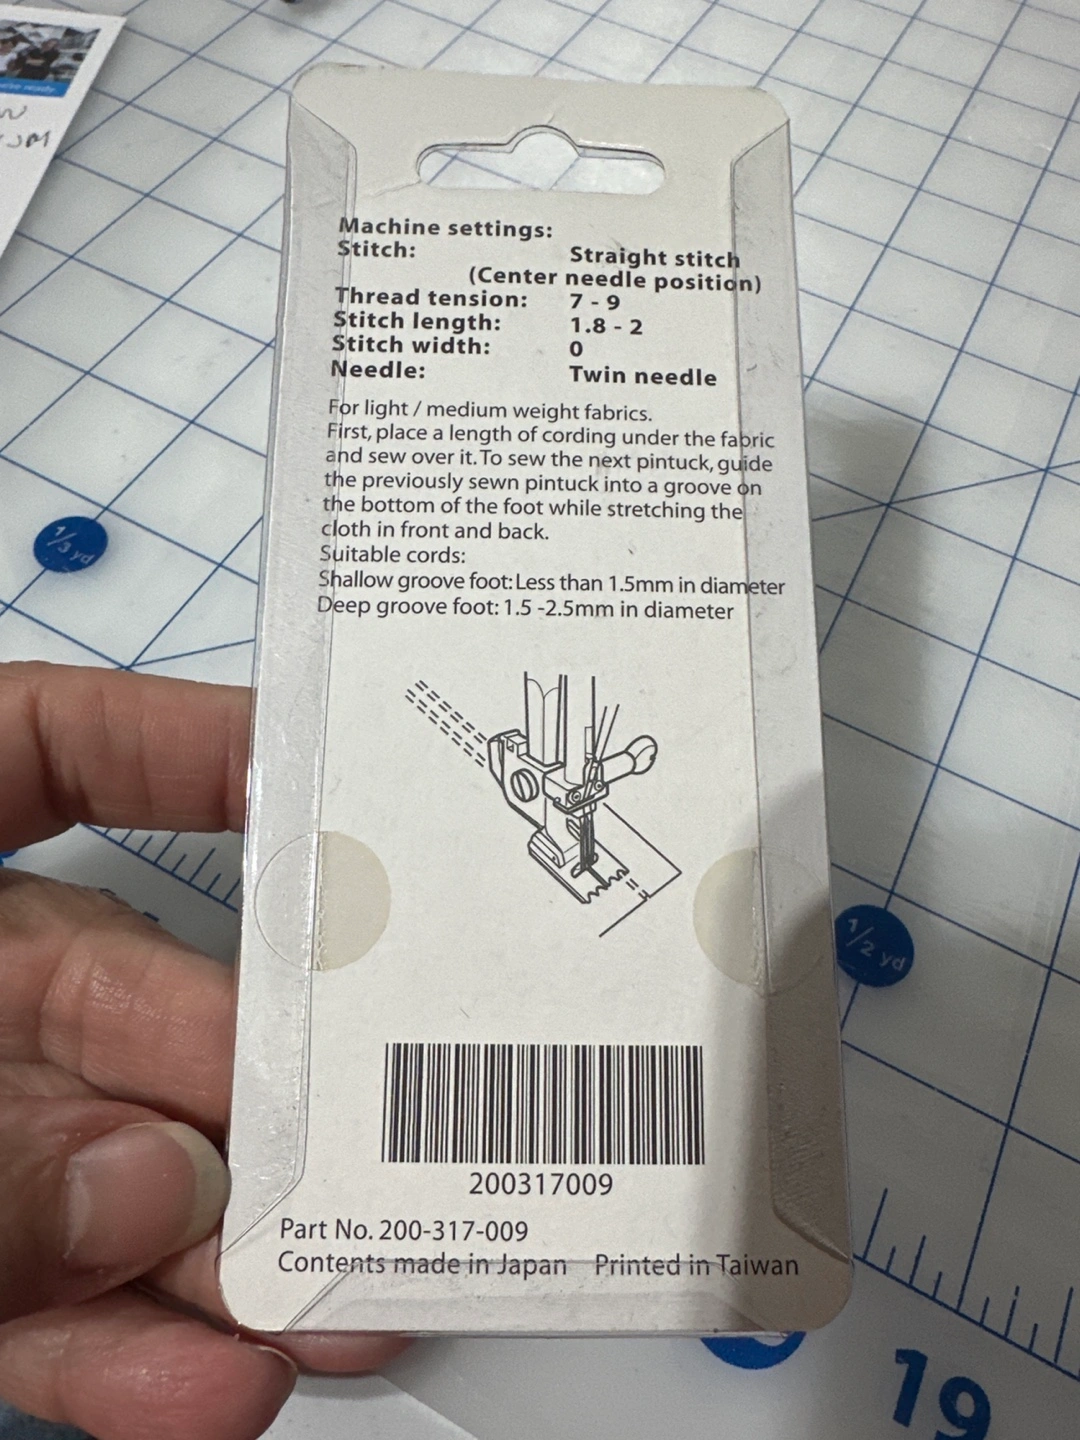 Machine settings:
Stitch: Straight stitch
(Center needle position)
Thread tension: 7 - 9
Stitch length: 1.8 - 2
Stitch width: 0
Needle: Twin needle
For light / medium weight fabrics.
First, place a length of cording under the fabric
and sew over it. To sew the next pintuck, guide
the previously sewn pintuck into a groove on
the bottom of the foot while stretching the
cloth in front and back.
Suitable cords:
Shallow groove foot: Less than 1.5mm in diameter
Deep groove foot: 1.5 -2.5mm in diameter
200317009
Part No. 200-317-009
Contents made in Japan Printed in Taiwan
1/3 yd
1/2 yd
19